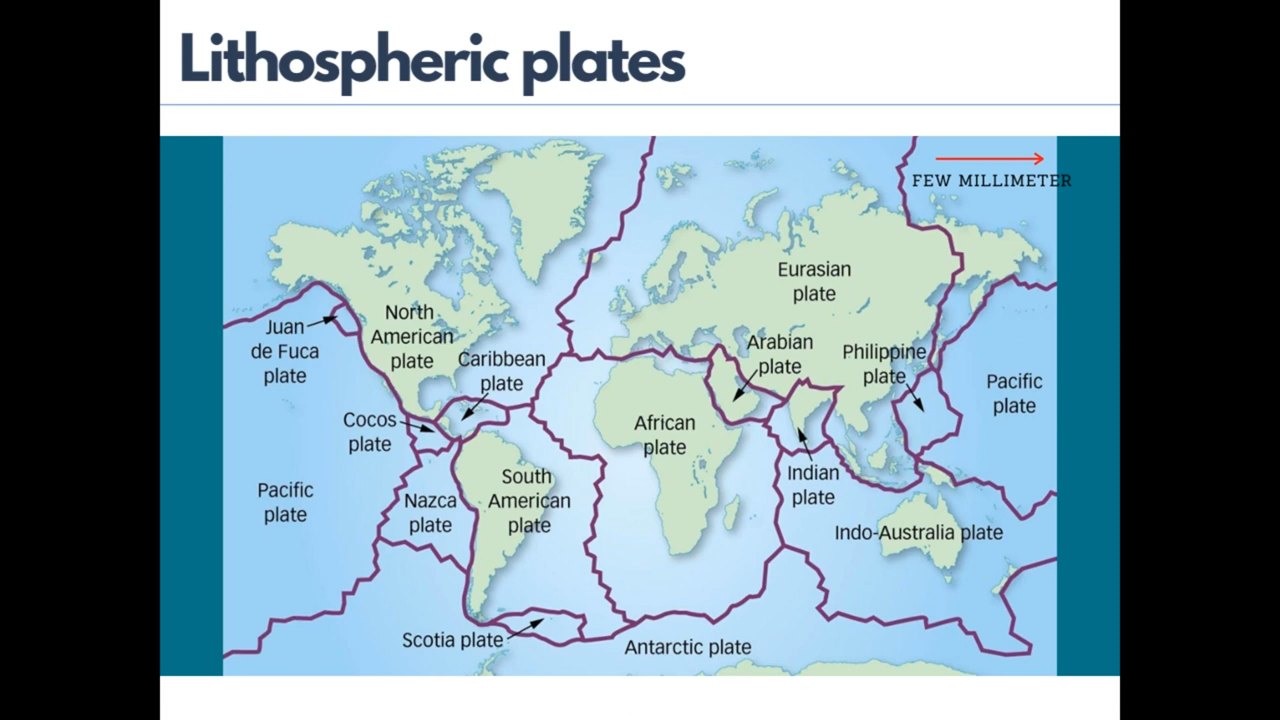 Lithospheric plates
FEW MILLIMETER
Eurasian
plate
North
American
plate
Juan
de Fuca
plate
Caribbean
plate
Arabian
plate
Philippine
plate
Pacific
plate
Cocos
plate
African
plate
Indian
plate
South
American
plate
Pacific
plate
Nazca
plate
Indo-Australia plate
Scotia plate
Antarctic plate